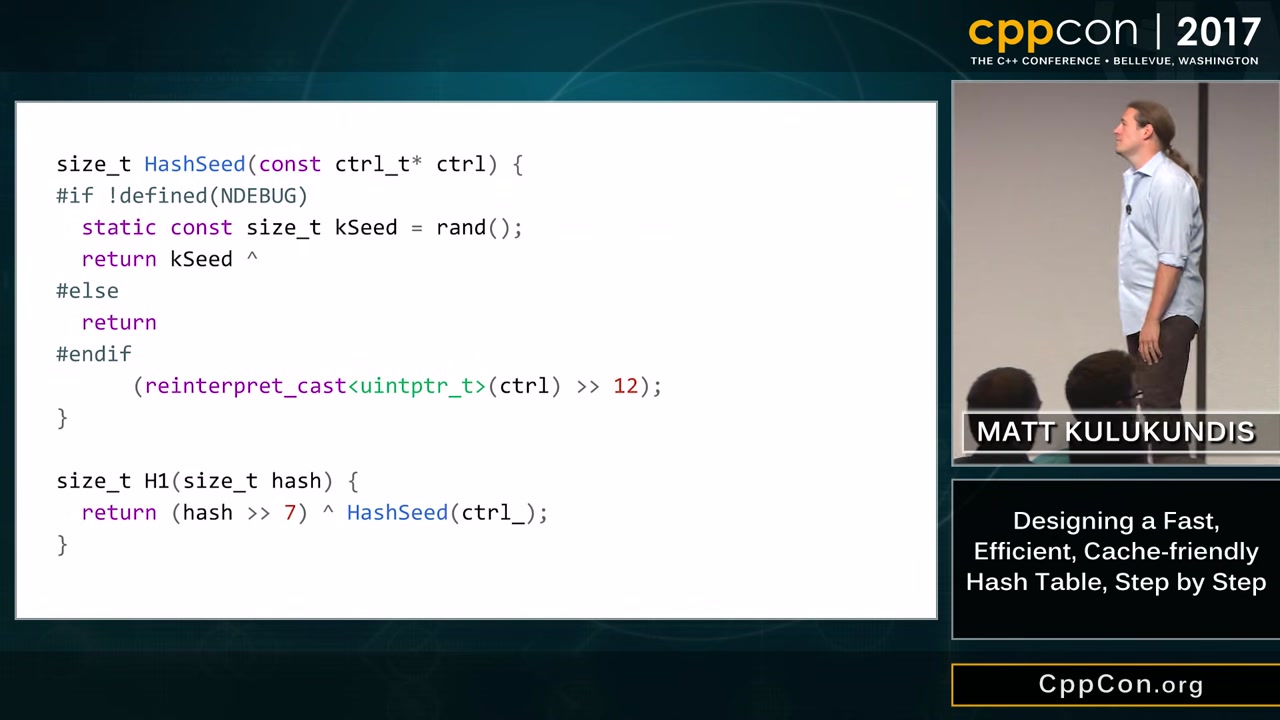 cppcon | 2017
THE C++ CONFERENCE • BELLEVUE, WASHINGTON
size_t HashSeed(const ctrl_t* ctrl) {
#if !defined(NDEBUG)
  static const size_t kSeed = rand();
  return kSeed ^
#else
  return
#endif
      (reinterpret_cast<uintptr_t>(ctrl) >> 12);
}
size_t H1(size_t hash) {
  return (hash >> 7) ^ HashSeed(ctrl_);
}
MATT KULUKUNDIS
Designing a Fast,
Efficient, Cache-friendly
Hash Table, Step by Step
CppCon.org